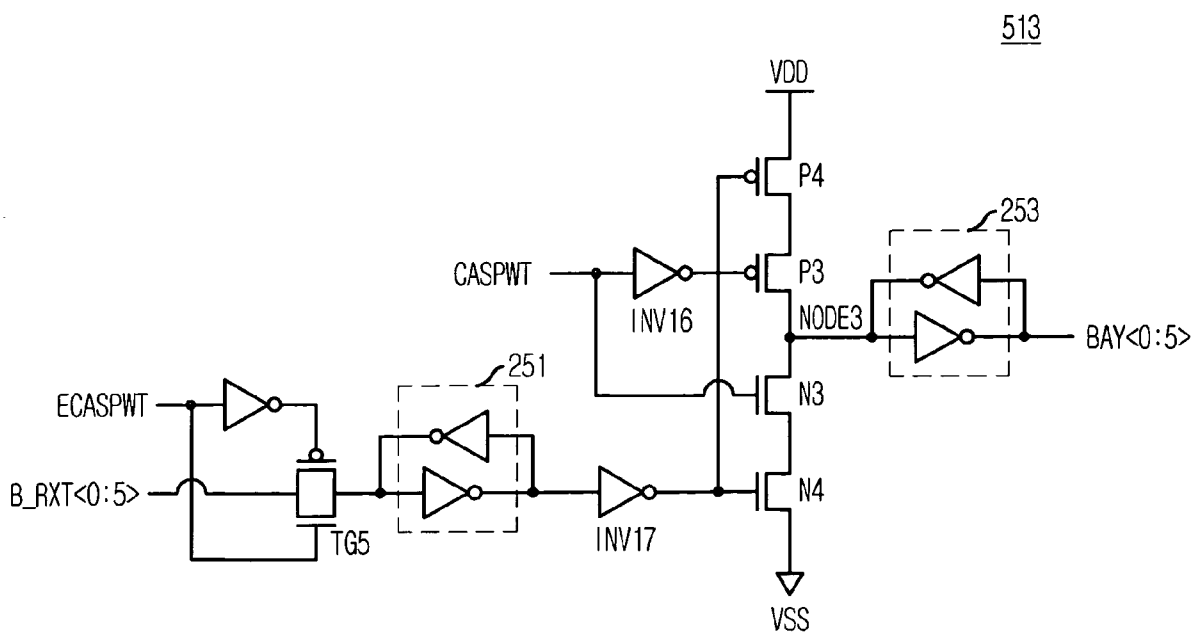 513
VDD
P4
253
CASPWT
P3
INV16
NODE3
BAY<0:5>
251
N3
ECASPWT
B_RXT<0:5>
N4
TG5
INV17
VSS